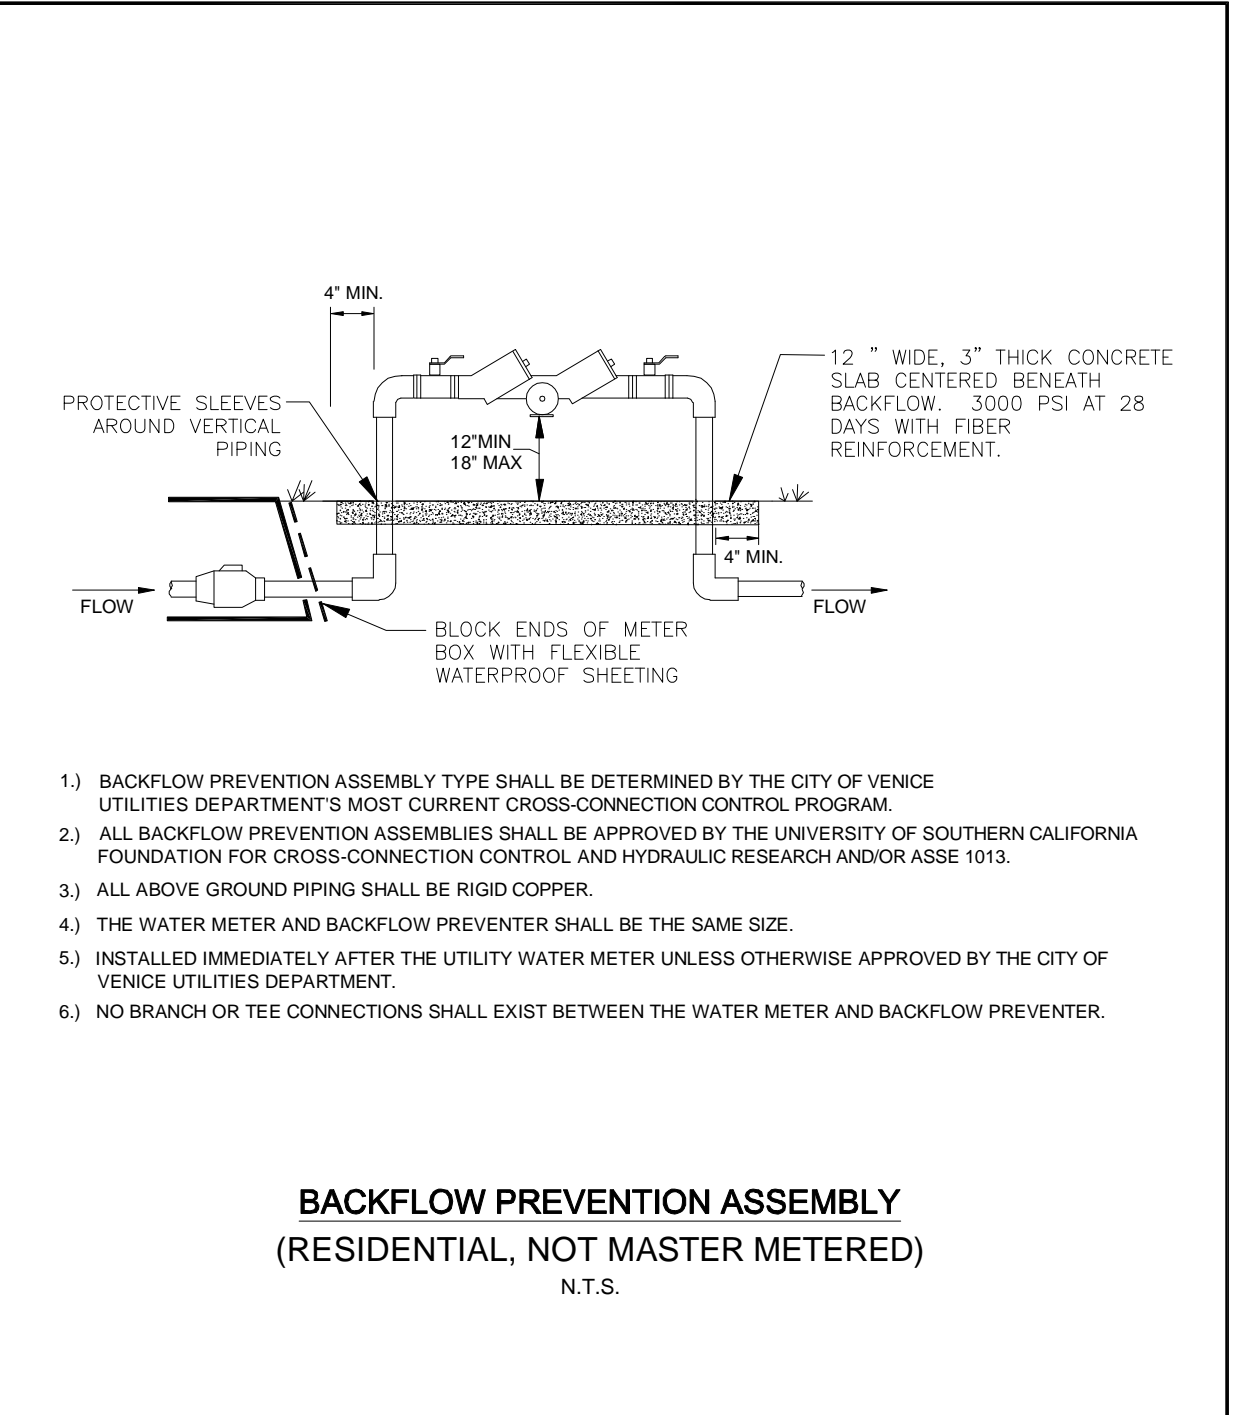 4" MIN.
PROTECTIVE SLEEVES
AROUND VERTICAL
PIPING
12"MIN
18" MAX
12 " WIDE, 3" THICK CONCRETE
SLAB CENTERED BENEATH
BACKFLOW. 3000 PSI AT 28
DAYS WITH FIBER
REINFORCEMENT.
4" MIN.
FLOW
FLOW
BLOCK ENDS OF METER
BOX WITH FLEXIBLE
WATERPROOF SHEETING
1.) BACKFLOW PREVENTION ASSEMBLY TYPE SHALL BE DETERMINED BY THE CITY OF VENICE
UTILITIES DEPARTMENT'S MOST CURRENT CROSS-CONNECTION CONTROL PROGRAM.
2.) ALL BACKFLOW PREVENTION ASSEMBLIES SHALL BE APPROVED BY THE UNIVERSITY OF SOUTHERN CALIFORNIA
FOUNDATION FOR CROSS-CONNECTION CONTROL AND HYDRAULIC RESEARCH AND/OR ASSE 1013.
3.) ALL ABOVE GROUND PIPING SHALL BE RIGID COPPER.
4.) THE WATER METER AND BACKFLOW PREVENTER SHALL BE THE SAME SIZE.
5.) INSTALLED IMMEDIATELY AFTER THE UTILITY WATER METER UNLESS OTHERWISE APPROVED BY THE CITY OF
VENICE UTILITIES DEPARTMENT.
6.) NO BRANCH OR TEE CONNECTIONS SHALL EXIST BETWEEN THE WATER METER AND BACKFLOW PREVENTER.
BACKFLOW PREVENTION ASSEMBLY
(RESIDENTIAL, NOT MASTER METERED)
N.T.S.